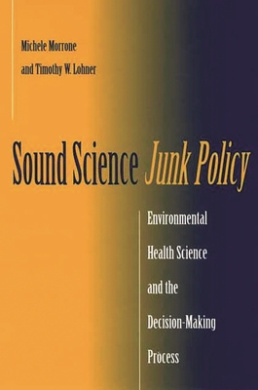 Michele Morrone
and Timothy W. Lohner
Sound Science Junk Policy
Environmental
Health Science
and the
Decision-Making
Process